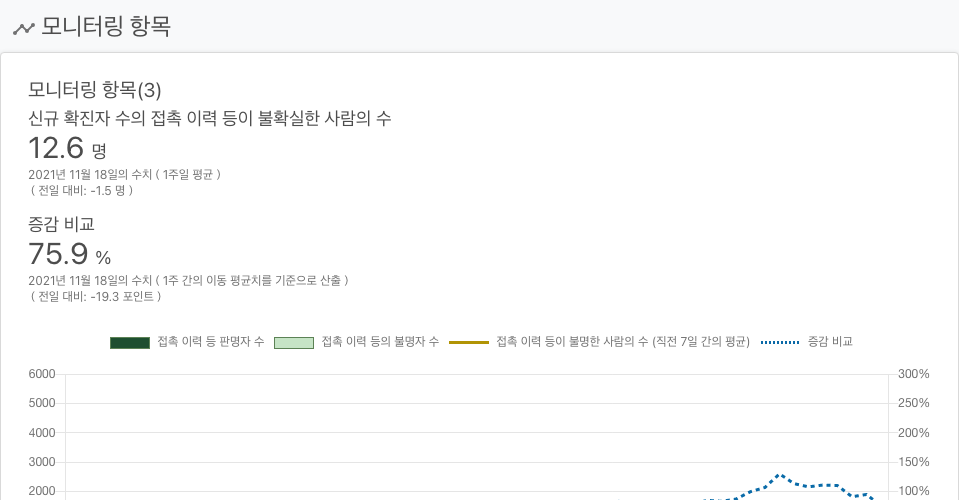 모니터링 항목
모니터링 항목(3)
신규 확진자 수의 접촉 이력 등이 불확실한 사람의 수
12.6 명
2021년 11월 18일의 수치 ( 1주일 평균 )
( 전일 대비: -1.5 명 )
증감 비교
75.9 %
2021년 11월 18일의 수치 ( 1주 간의 이동 평균치를 기준으로 산출 )
( 전일 대비: -19.3 포인트 )
접촉 이력 등 판명자 수 접촉 이력 등의 불명자 수 접촉 이력 등이 불명한 사람의 수 (직전 7일 간의 평균) 증감 비교
6000 300%
5000 250%
4000 200%
3000 150%
2000 100%